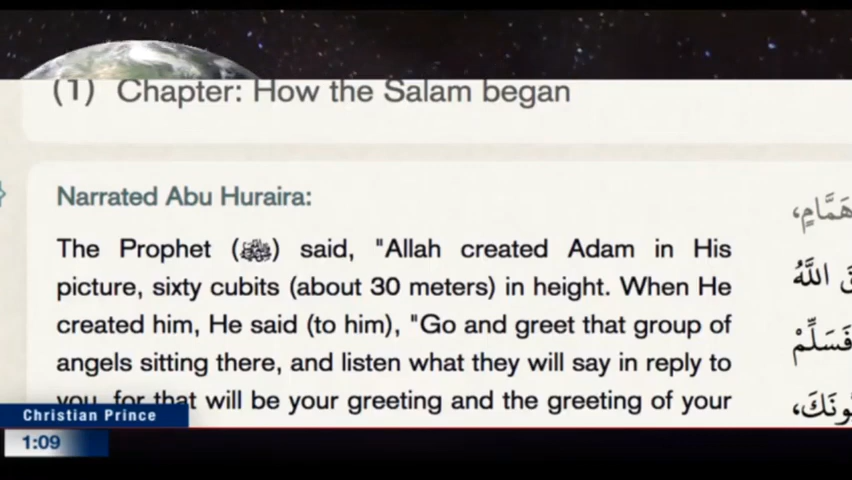 (1) Chapter: How the Salam began
Narrated Abu Huraira:
The Prophet (ﷺ) said, "Allah created Adam in His
picture, sixty cubits (about 30 meters) in height. When He
created him, He said (to him), "Go and greet that group of
angels sitting there, and listen what they will say in reply to
you, for that will be your greeting and the greeting of your
هَمَّامٍ،
اللَّهُ
فَسَلِّمْ
Christian Prince
1:09